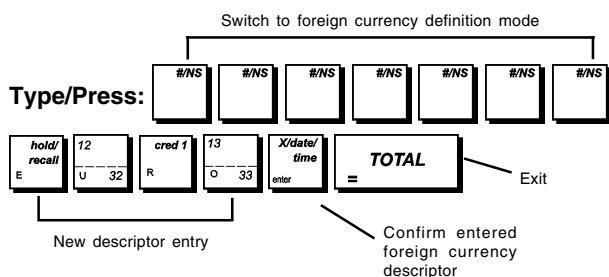 Switch to foreign currency definition mode
Type/Press: #/NS #/NS #/NS #/NS #/NS #/NS #/NS
hold/ 12 cred 1 13 X/date/
recall time TOTAL
E U 32 R O 33 enter =
Exit
New descriptor entry
Confirm entered
foreign currency
descriptor